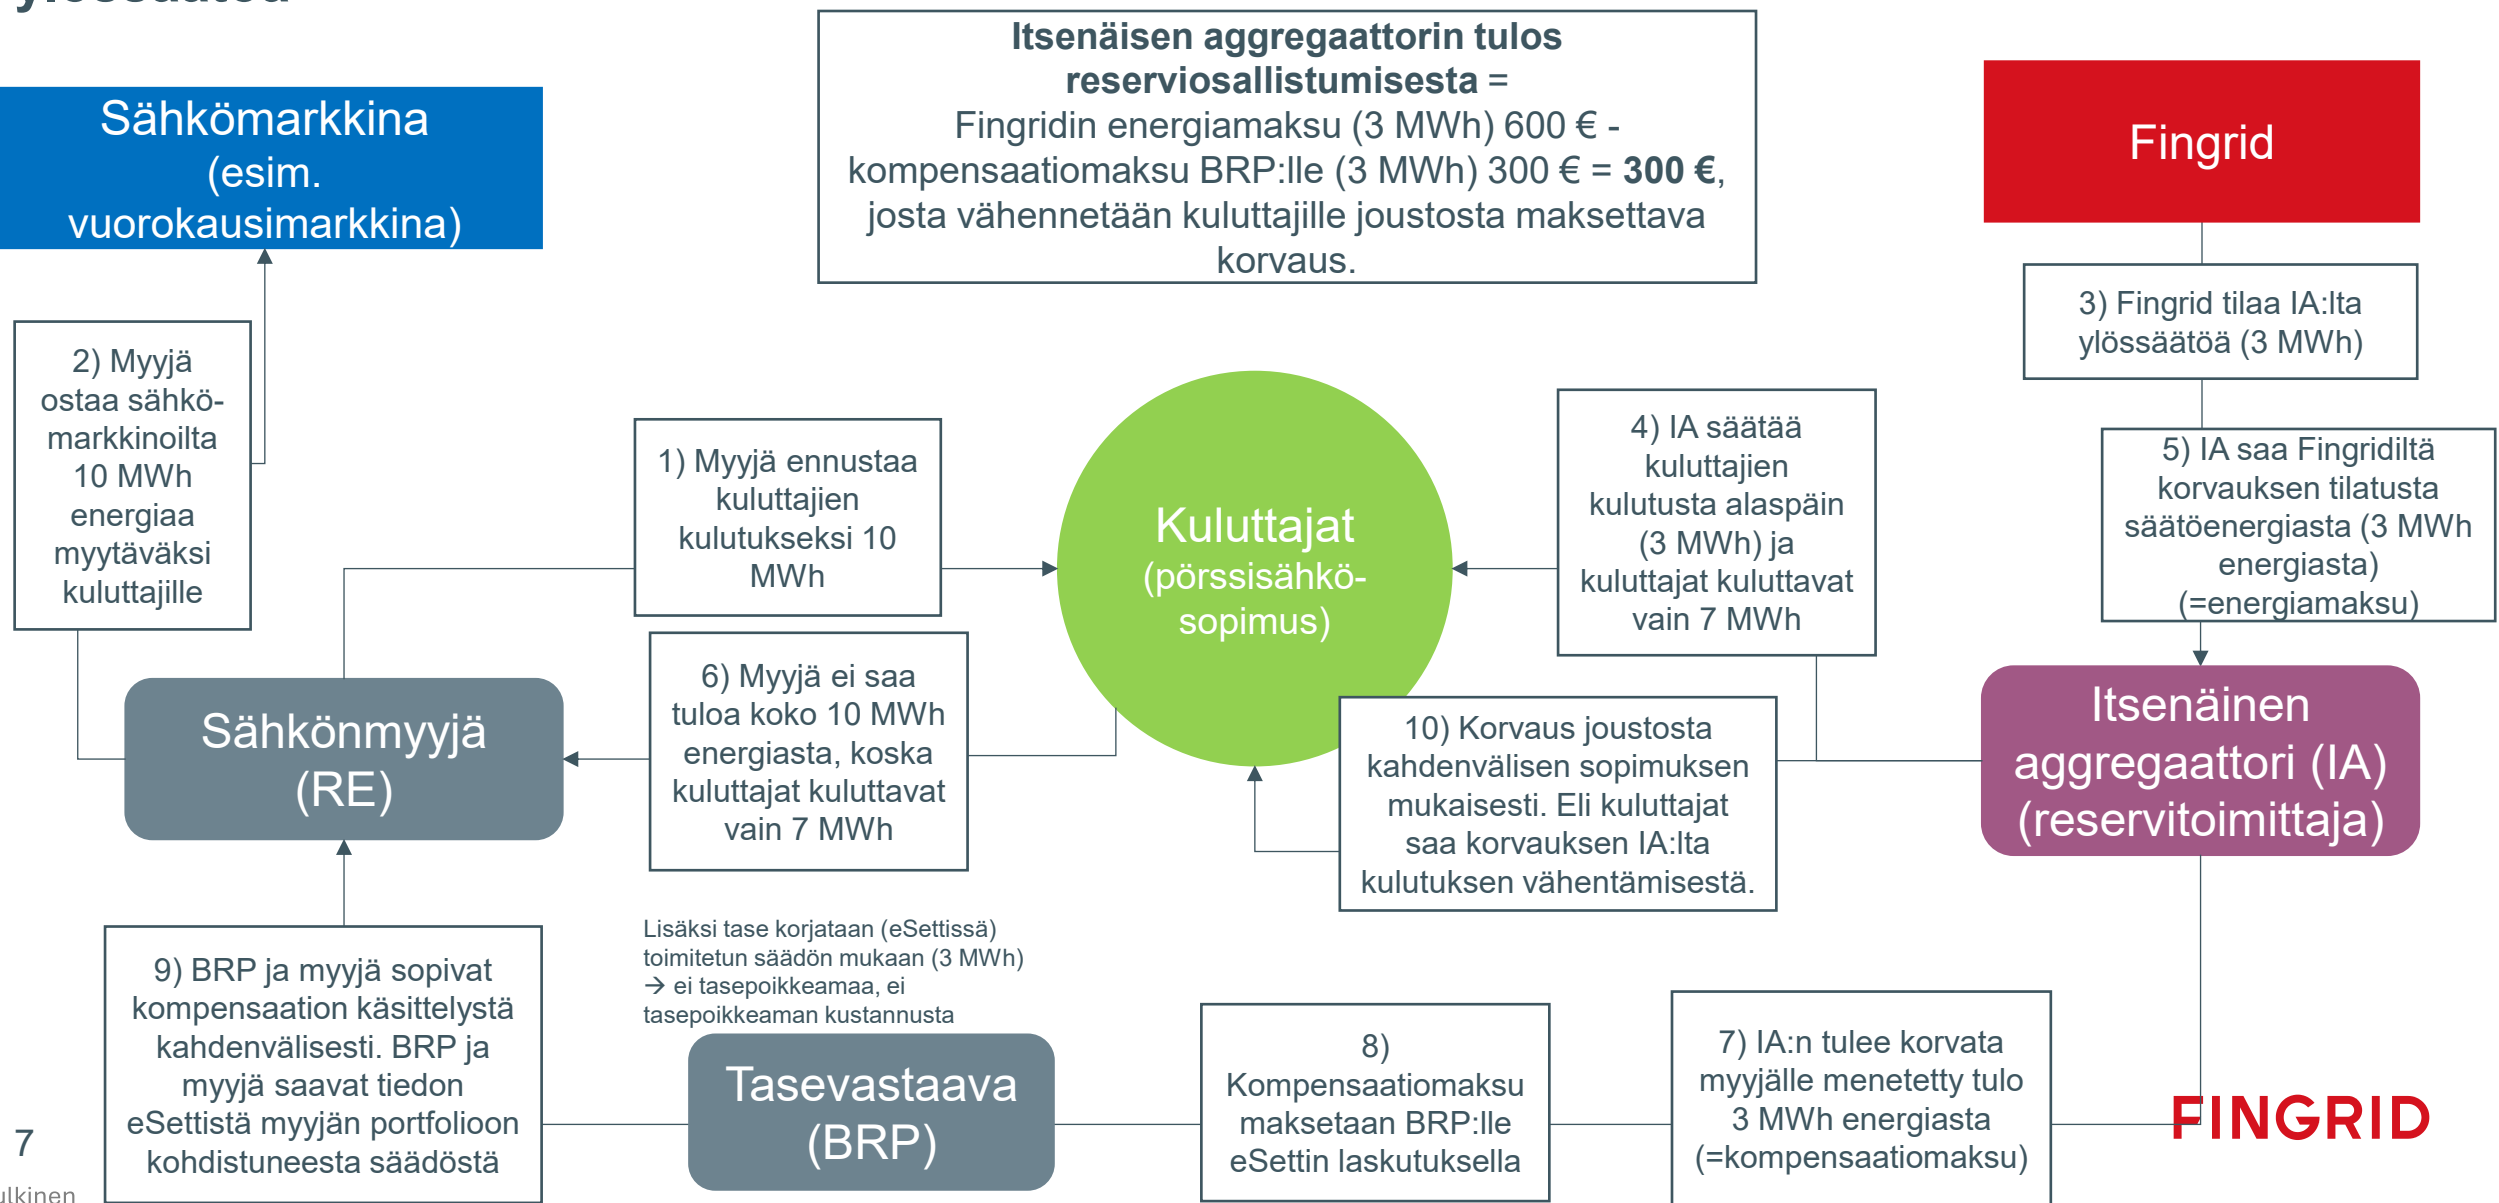 Itsenäisen aggregaattorin tulos
reserviosallistumisesta =
Fingridin energiamaksu (3 MWh) 600 € -
kompensaatiomaksu BRP:lle (3 MWh) 300 € = 300 €,
josta vähennetään kuluttajille joustosta maksettava
korvaus.
Sähkömarkkina
(esim.
vuorokausimarkkina)
Fingrid
3) Fingrid tilaa IA:lta
ylössäätöä (3 MWh)
2) Myyjä
ostaa sähkö-
markkinoilta
10 MWh
energiaa
myytäväksi
kuluttajille
1) Myyjä ennustaa
kuluttajien
kulutukseksi 10
MWh
Kuluttajat
(pörssisähkö-
sopimus)
4) IA säätää
kuluttajien
kulutusta alaspäin
(3 MWh) ja
kuluttajat kuluttavat
vain 7 MWh
5) IA saa Fingridiltä
korvauksen tilatusta
säätöenergiasta (3 MWh
energiasta)
(=energiamaksu)
6) Myyjä ei saa
tuloa koko 10 MWh
energiasta, koska
kuluttajat kuluttavat
vain 7 MWh
Sähkönmyyjä
(RE)
10) Korvaus joustosta
kahdenvälisen sopimuksen
mukaisesti. Eli kuluttajat
saa korvauksen IA:lta
kulutuksen vähentämisestä.
Itsenäinen
aggregaattori (IA)
(reservitoimittaja)
Lisäksi tase korjataan (eSettissä)
toimitetun säädön mukaan (3 MWh)
→ ei tasepoikkeamaa, ei
tasepoikkeaman kustannusta
9) BRP ja myyjä sopivat
kompensaation käsittelystä
kahdenvälisesti. BRP ja
myyjä saavat tiedon
eSettistä myyjän portfolioon
kohdistuneesta säädöstä
Tasevastaava
(BRP)
8)
Kompensaatiomaksu
maksetaan BRP:lle
eSettin laskutuksella
7) IA:n tulee korvata
myyjälle menetetty tulo
3 MWh energiasta
(=kompensaatiomaksu)
FINGRID
7